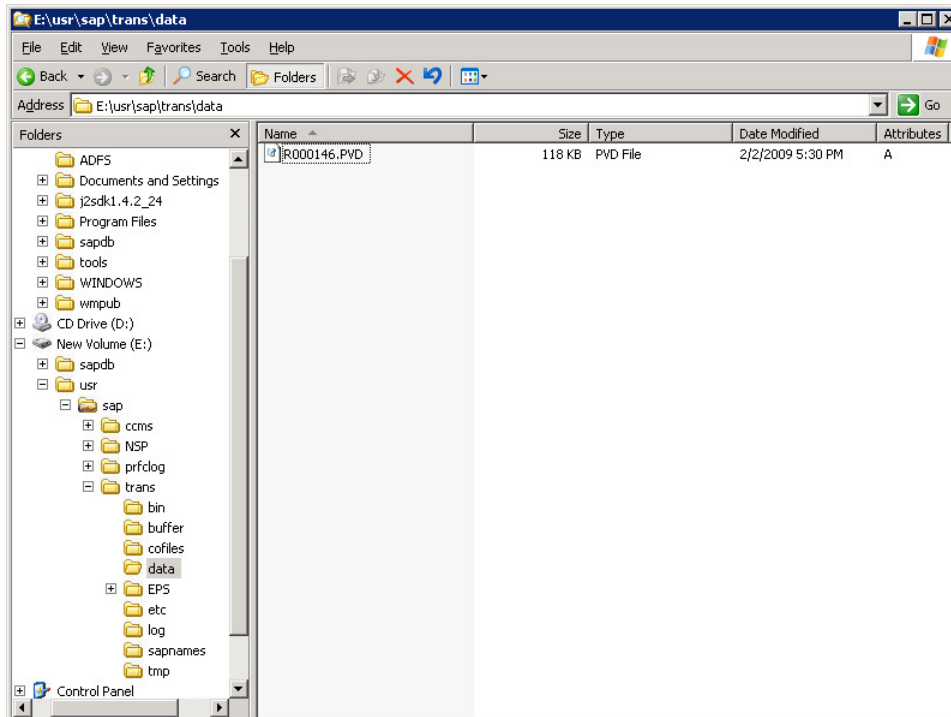 E:\usr\sap\trans\data
File Edit View Favorites Tools Help
Back Search Folders
Address E:\usr\sap\trans\data Go
Folders
Name Size Type Date Modified Attributes
R000146.PVD 118 KB PVD File 2/2/2009 5:30 PM A
ADFS
Documents and Settings
j2sdk1.4.2_24
Program Files
sapdb
tools
WINDOWS
wmpub
CD Drive (D:)
New Volume (E:)
sapdb
usr
sap
ccms
NSP
prfclog
trans
bin
buffer
cofiles
data
EPS
etc
log
sapnames
tmp
Control Panel